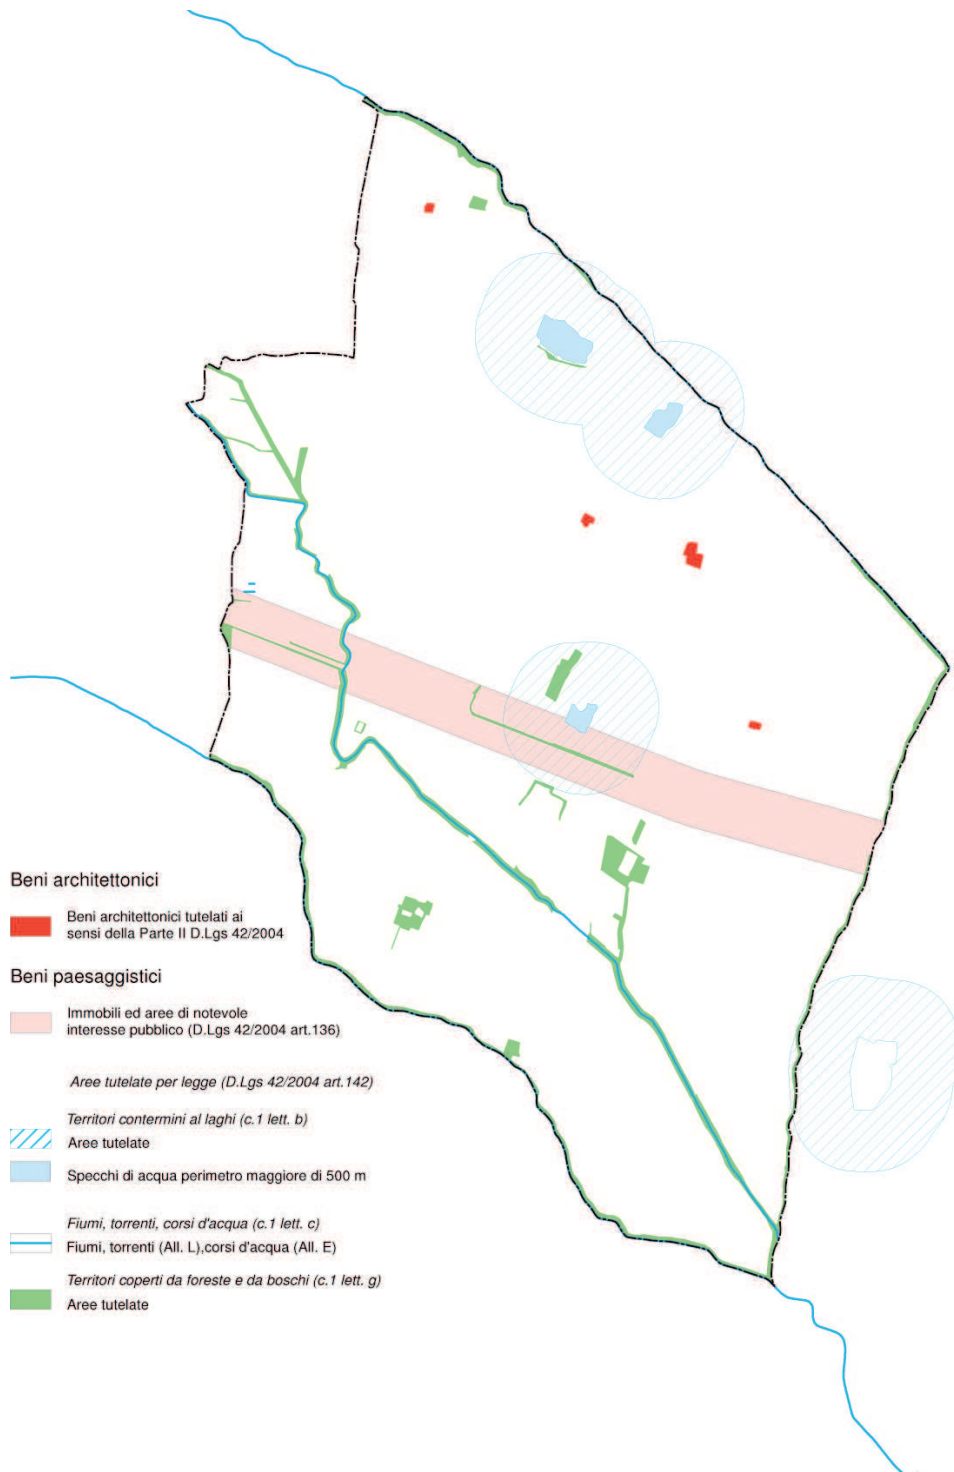 Beni architettonici
Beni architettonici tutelati ai
sensi della Parte II D.Lgs 42/2004
Beni paesaggistici
Immobili ed aree di notevole
interesse pubblico (D.Lgs 42/2004 art.136)
Aree tutelate per legge (D.Lgs 42/2004 art.142)
Territori contermini al laghi (c.1 lett. b)
Aree tutelate
Specchi di acqua perimetro maggiore di 500 m
Fiumi, torrenti, corsi d'acqua (c.1 lett. c)
Fiumi, torrenti (All. L),corsi d'acqua (All. E)
Territori coperti da foreste e da boschi (c.1 lett. g)
Aree tutelate